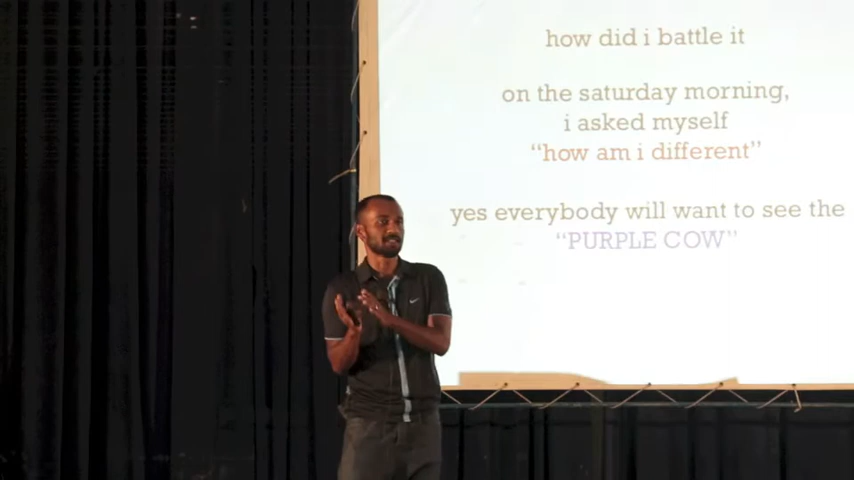 how did i battle it
on the saturday morning,
i asked myself
“how am i different”
yes everybody will want to see the
“PURPLE COW”